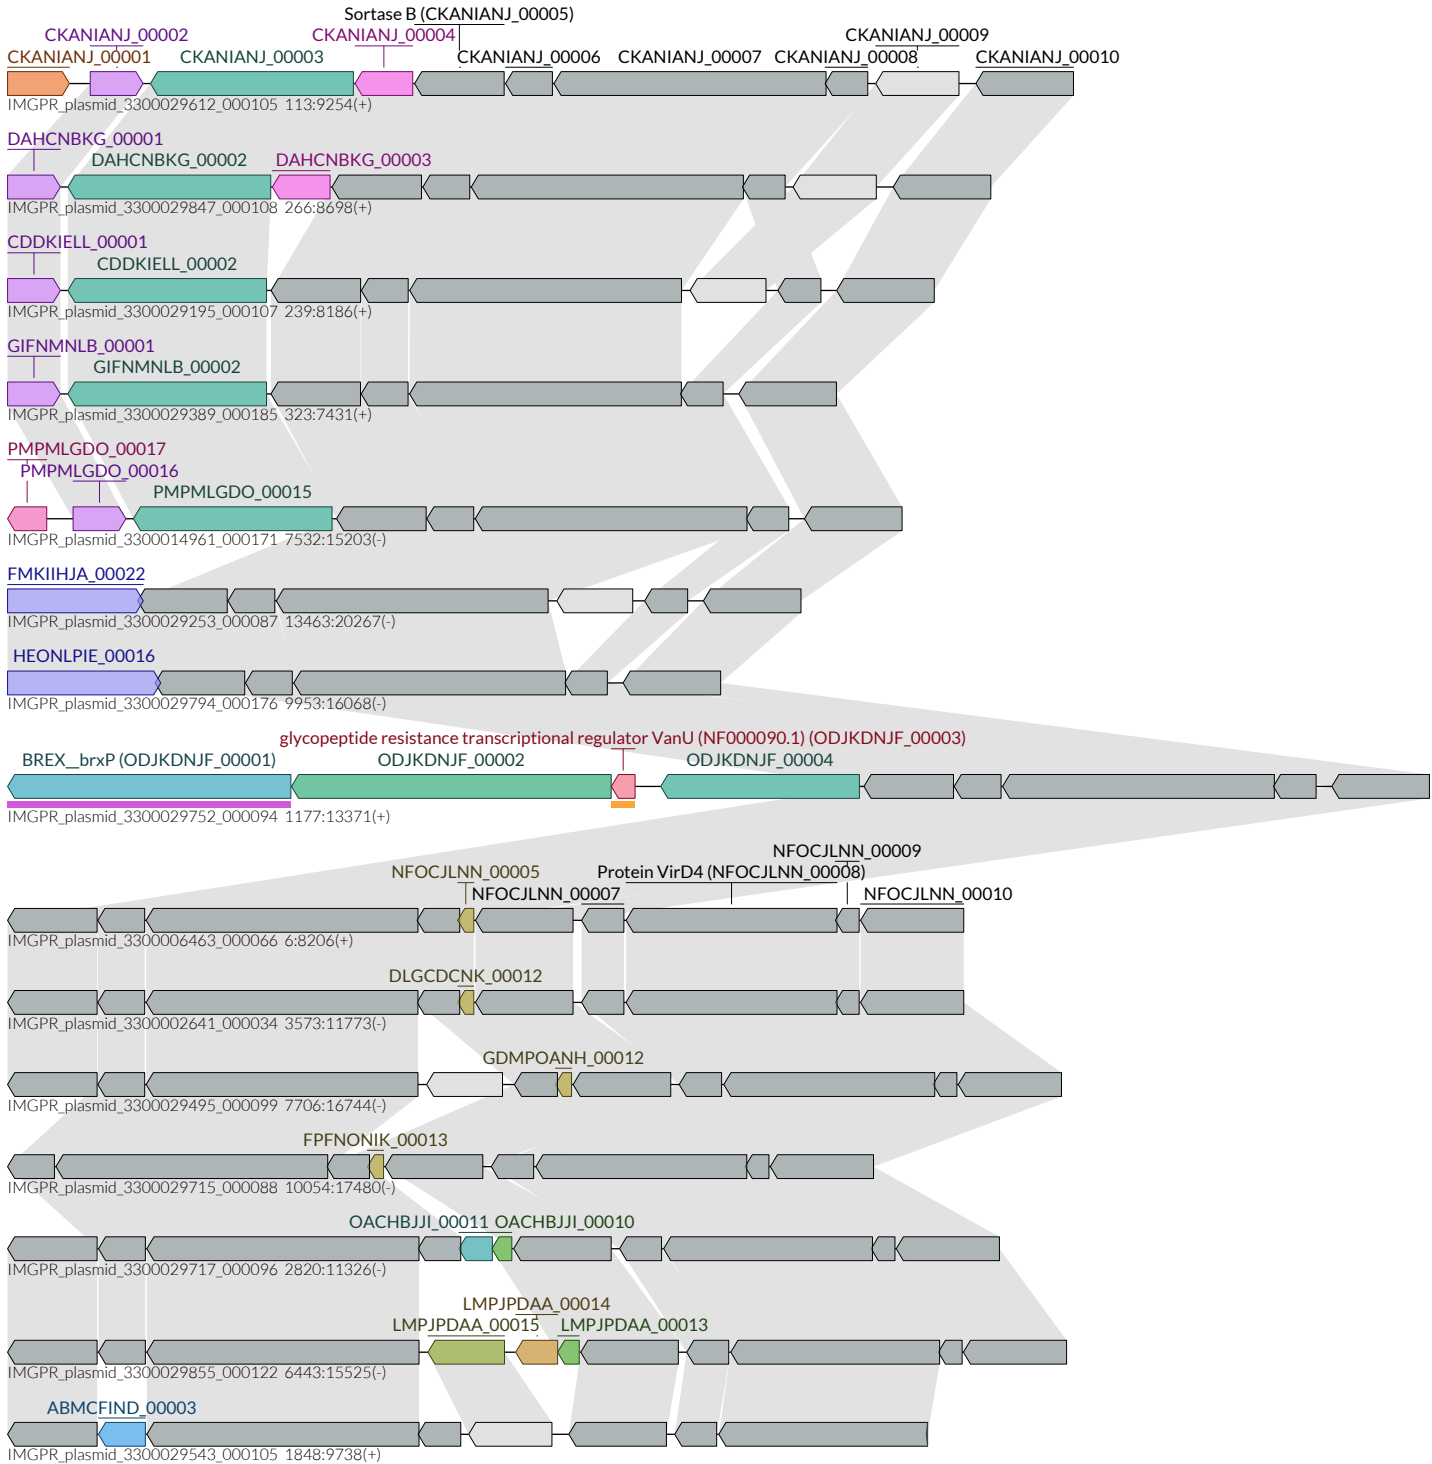 Sortase B (CKANIANJ_00005)
CKANIANJ_00002 CKANIANJ_00004 CKANIANJ_00009
CKANIANJ_00001 CKANIANJ_00003 CKANIANJ_00006 CKANIANJ_00007 CKANIANJ_00008 CKANIANJ_00010
IMGPR_plasmid_3300029612_000105 113:9254(+)
DAHCNBKG_00001
DAHCNBKG_00002 DAHCNBKG_00003
IMGPR_plasmid_3300029847_000108 266:8698(+)
CDDKIELL_00001
CDDKIELL_00002
IMGPR_plasmid_3300029195_000107 239:8186(+)
GIFNMNLB_00001
GIFNMNLB_00002
IMGPR_plasmid_3300029389_000185 323:7431(+)
PMPMLGDO_00017
PMPMLGDO_00016
PMPMLGDO_00015
IMGPR_plasmid_3300014961_000171 7532:15203(-)
FMKIIHJA_00022
IMGPR_plasmid_3300029253_000087 13463:20267(-)
HEONLPIE_00016
IMGPR_plasmid_3300029794_000176 9953:16068(-)
glycopeptide resistance transcriptional regulator VanU (NF000090.1) (ODJKDNJF_00003)
BREX__brxP (ODJKDNJF_00001) ODJKDNJF_00002 ODJKDNJF_00004
IMGPR_plasmid_3300029752_000094 1177:13371(+)
NFOCJLNN_00009
NFOCJLNN_00005 Protein VirD4 (NFOCJLNN_00008)
NFOCJLNN_00007 NFOCJLNN_00010
IMGPR_plasmid_3300006463_000066 6:8206(+)
DLGCDCNK_00012
IMGPR_plasmid_3300002641_000034 3573:11773(-)
GDMPOANH_00012
IMGPR_plasmid_3300029495_000099 7706:16744(-)
FPFNONIK_00013
IMGPR_plasmid_3300029715_000088 10054:17480(-)
OACHBJJI_00011 OACHBJJI_00010
IMGPR_plasmid_3300029717_000096 2820:11326(-)
LMPJPDAA_00014
LMPJPDAA_00015 LMPJPDAA_00013
IMGPR_plasmid_3300029855_000122 6443:15525(-)
ABMCFIND_00003
IMGPR_plasmid_3300029543_000105 1848:9738(+)